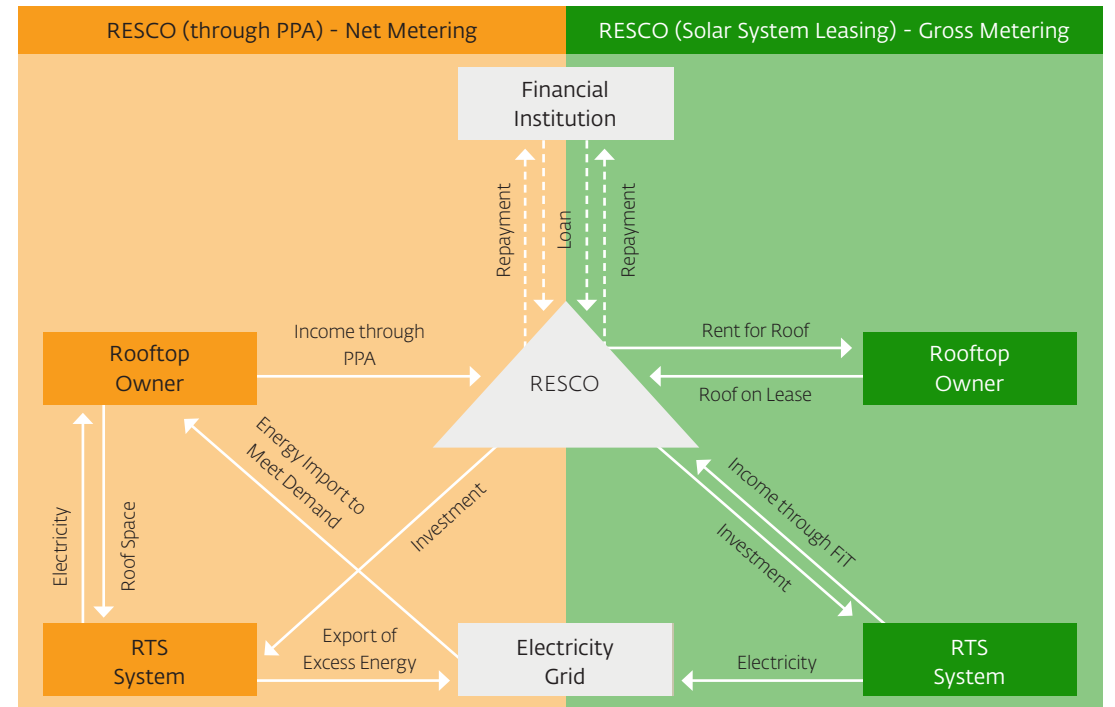 RESCO (through PPA) - Net Metering
RESCO (Solar System Leasing) - Gross Metering
Financial
Institution
Repayment
Loan
Repayment
Income through
PPA
Rent for Roof
Rooftop
Owner
RESCO
Rooftop
Owner
Roof on Lease
Energy Import to
Meet Demand
Investment
Income through FiT
Investment
Electricity
Roof Space
RTS
System
Export of
Excess Energy
Electricity
Grid
Electricity
RTS
System